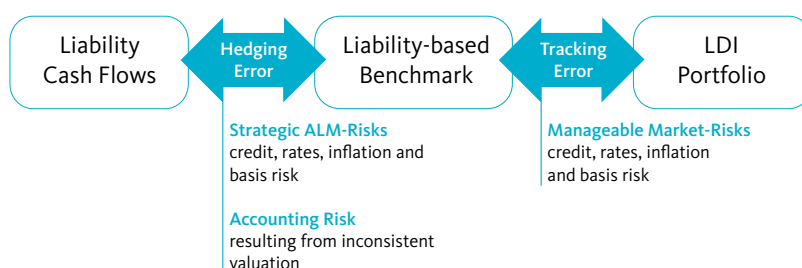 Liability
Cash Flows
Hedging
Error
Liability-based
Benchmark
Tracking
Error
LDI
Portfolio
Strategic ALM-Risks
credit, rates, inflation and
basis risk
Accounting Risk
resulting from inconsistent
valuation
Manageable Market-Risks
credit, rates, inflation
and basis risk